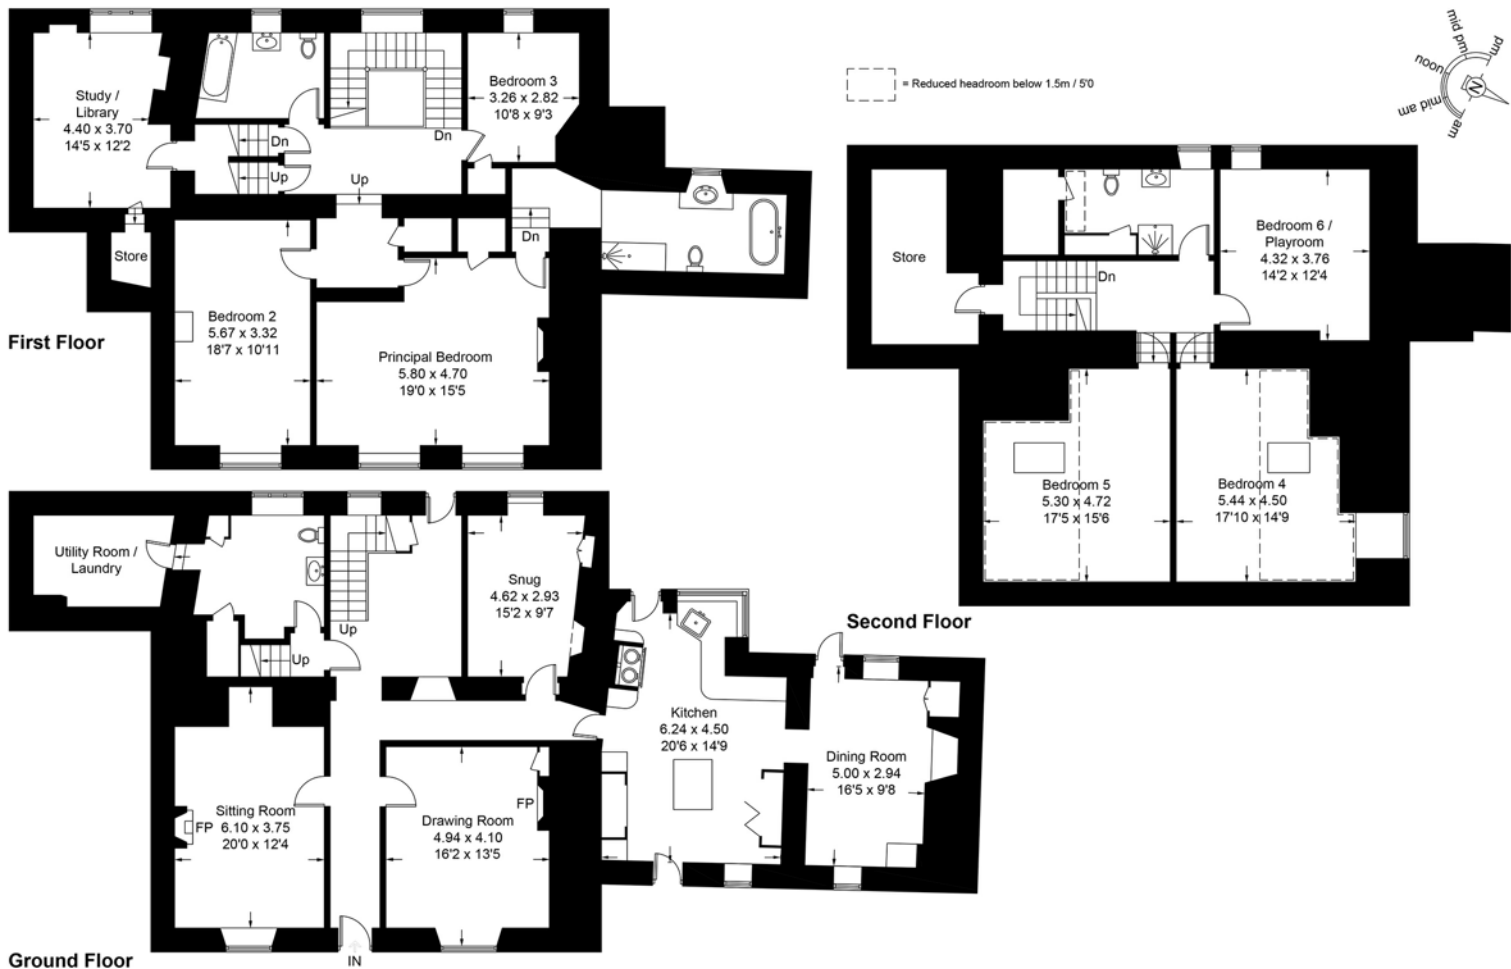 Study /
Library
4.40 x 3.70
14'5 x 12'2
Dn
Up
Up
Dn
Bedroom 3
3.26 x 2.82
10'8 x 9'3
Store
Dn
Bedroom 2
5.67 x 3.32
18'7 x 10'11
Principal Bedroom
5.80 x 4.70
19'0 x 15'5
First Floor
= Reduced headroom below 1.5m / 5'0
mid pm
pm
noon
N
mid am
am
Store
Dn
Bedroom 6 /
Playroom
4.32 x 3.76
14'2 x 12'4
Bedroom 5
5.30 x 4.72
17'5 x 15'6
Bedroom 4
5.44 x 4.50
17'10 x 14'9
Second Floor
Utility Room /
Laundry
Up
Up
Snug
4.62 x 2.93
15'2 x 9'7
Kitchen
6.24 x 4.50
20'6 x 14'9
Dining Room
5.00 x 2.94
16'5 x 9'8
FP
Sitting Room
6.10 x 3.75
20'0 x 12'4
FP
Drawing Room
4.94 x 4.10
16'2 x 13'5
IN
Ground Floor